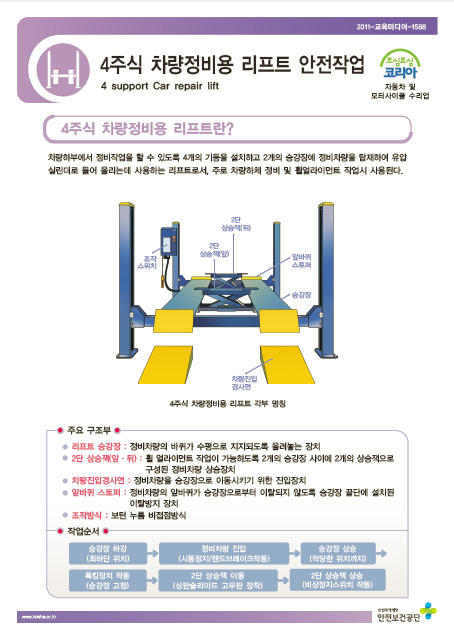 2011-교육미디어-1588
4주식 차량정비용 리프트 안전작업
4 support Car repair lift
조심조심
코리아
자동차 및
모터사이클 수리업
4주식 차량정비용 리프트란?
차량하부에서 정비작업을 할 수 있도록 4개의 기둥을 설치하고 2개의 승강장에 정비차량을 탑재하여 유압
실린더로 들어 올리는데 사용하는 리프트로서, 주로 차량하체 정비 및 휠얼라이먼트 작업시 사용된다.
2단
상승잭(뒤)
2단
상승잭(앞)
조작
스위치
앞바퀴
스토퍼
승강장
차량진입
경사면
4주식 차량정비용 리프트 각부 명칭
주요 구조부
리프트 승강장 : 정비차량의 바퀴가 수평으로 지지되도록 올려놓는 장치
2단 상승잭(앞 · 뒤) : 휠 얼라이먼트 작업이 가능하도록 2개의 승강장 사이에 2개의 상승잭으로
구성된 정비차량 상승장치
차량진입경사면 : 정비차량을 승강장으로 이동시키기 위한 진입장치
앞바퀴 스토퍼 : 정비차량의 앞바퀴가 승강장으로부터 이탈되지 않도록 승강장 끝단에 설치된
이탈방지 장치
조작방식 : 보턴 누름 비접점방식
작업순서
승강장 하강
(최하단 위치)
정비차량 진입
(시동정지/핸드브레이크작동)
승강장 상승
(적당한 위치까지)
록킹장치 작동
(승강장 고정)
2단 상승잭 이동
(상판슬라이드 고무판 장착)
2단 상승잭 상승
(비상정지스위치 작동)
www.kosha.or.kr
안전보건공단